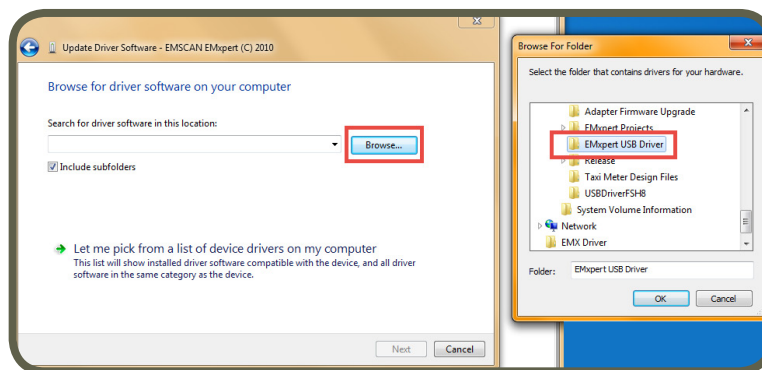 Update Driver Software - EMSCAN EMxpert (C) 2010
Browse for driver software on your computer
Search for driver software in this location:
Browse...
Include subfolders
Let me pick from a list of device drivers on my computer
This list will show installed driver software compatible with the device, and all driver
software in the same category as the device.
Next
Cancel
Browse For Folder
Select the folder that contains drivers for your hardware.
Adapter Firmware Upgrade
EMxpert Projects
EMxpert USB Driver
Release
Taxi Meter Design Files
USBDriverFSH8
System Volume Information
Network
EMX Driver
Folder:
EMxpert USB Driver
OK
Cancel